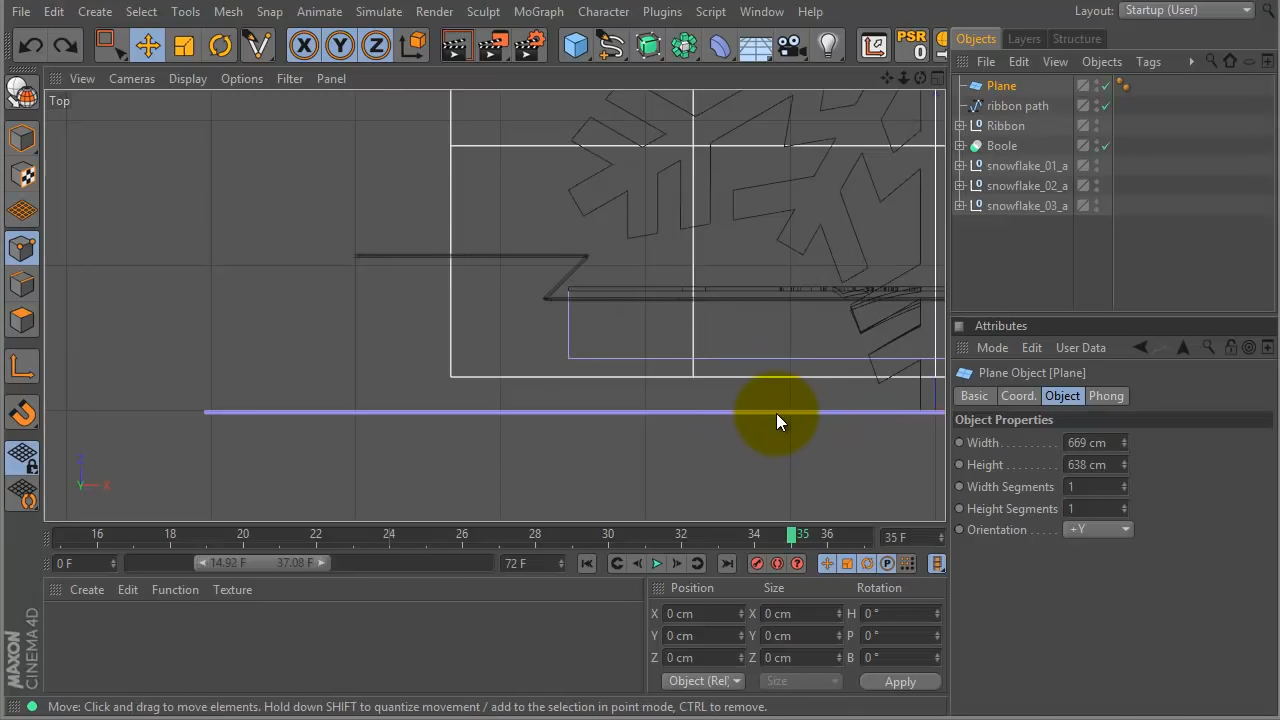 File Edit Create Select Tools Mesh Snap Animate Simulate Render Sculpt MoGraph Character Plugins Script Window Help Layout: Startup (User)
PSR
0
Objects Layers Structure
File Edit View Objects Tags
View Cameras Display Options Filter Panel
Top
Plane
ribbon path
Ribbon
Boole
snowflake_01_a
snowflake_02_a
snowflake_03_a
Attributes
Mode Edit User Data
Plane Object [Plane]
Basic Coord. Object Phong
Object Properties
Width 669 cm
Height 638 cm
Width Segments 1
Height Segments 1
Orientation +Y
Z
Y X
16 18 20 22 24 26 28 30 32 34 35 36 35 F
0 F 14.92 F 37.08 F 72 F
Create Edit Function Texture
Position Size Rotation
X 0 cm X 0 cm H 0 °
Y 0 cm Y 0 cm P 0 °
Z 0 cm Z 0 cm B 0 °
Object (Rel) Size Apply
MAXON
CINEMA 4D
Move: Click and drag to move elements. Hold down SHIFT to quantize movement / add to the selection in point mode, CTRL to remove.